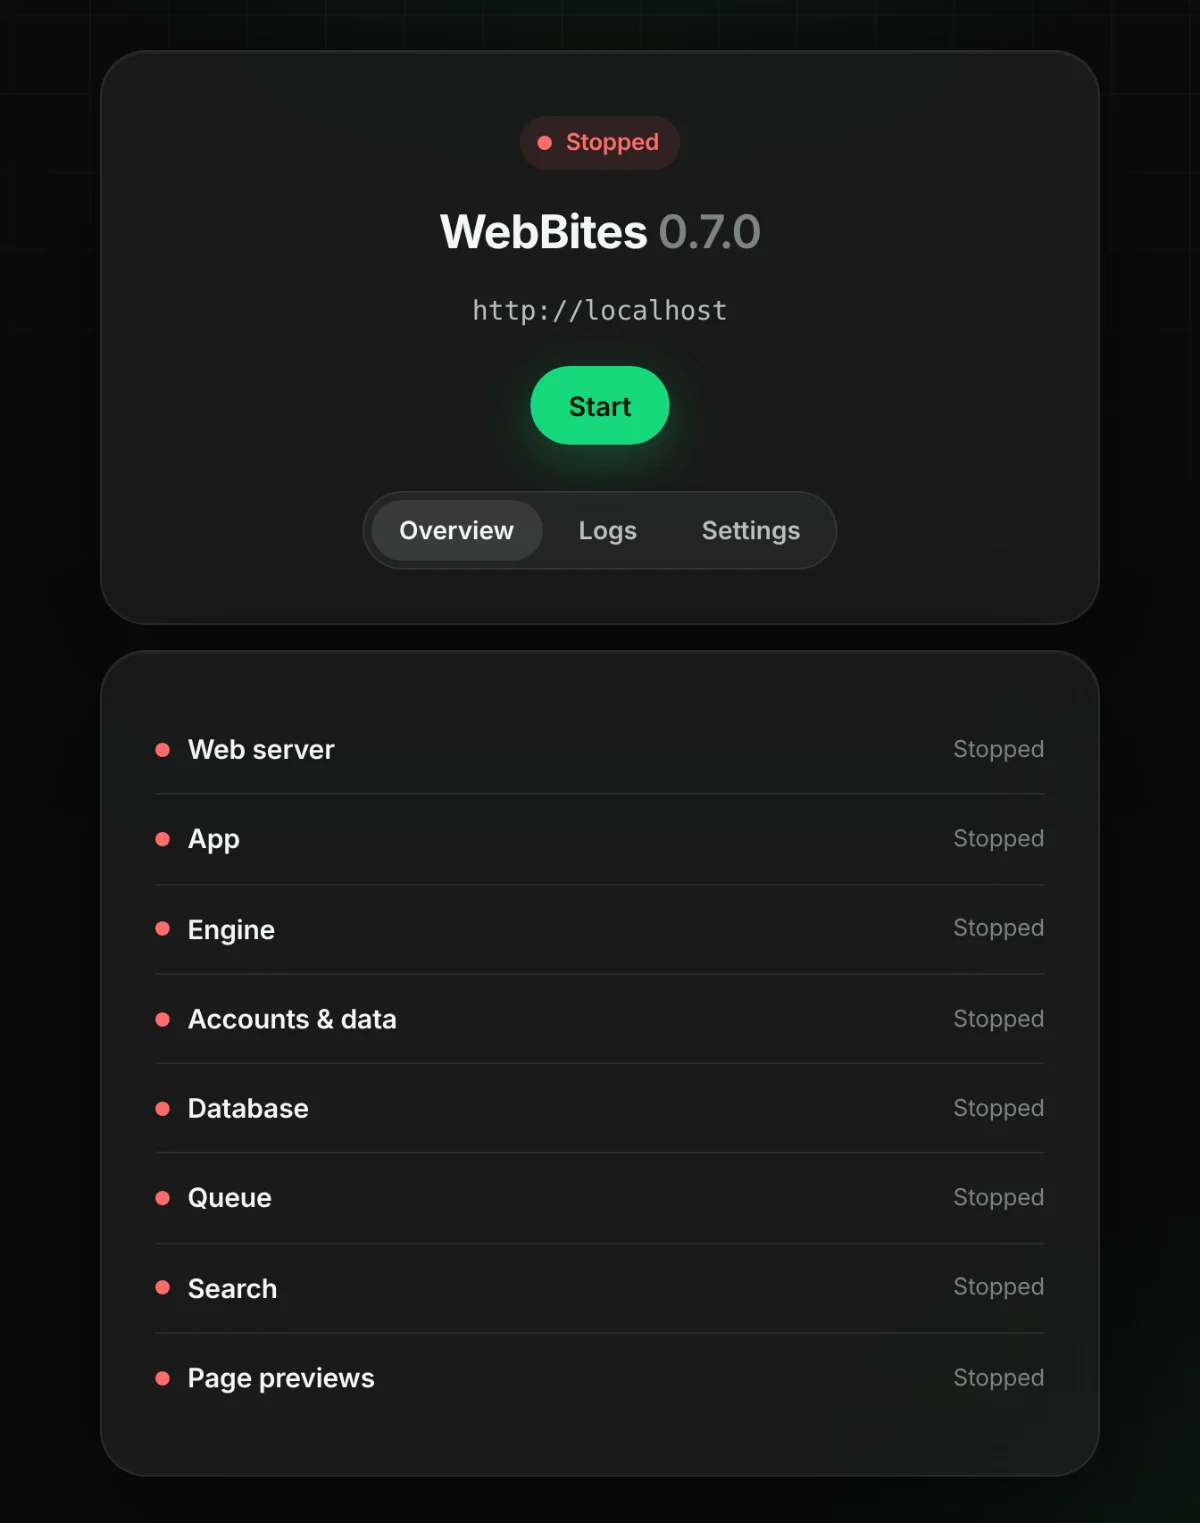 Stopped
WebBites 0.7.0
http://localhost
Start
Overview Logs Settings
Web server Stopped
App Stopped
Engine Stopped
Accounts & data Stopped
Database Stopped
Queue Stopped
Search Stopped
Page previews Stopped